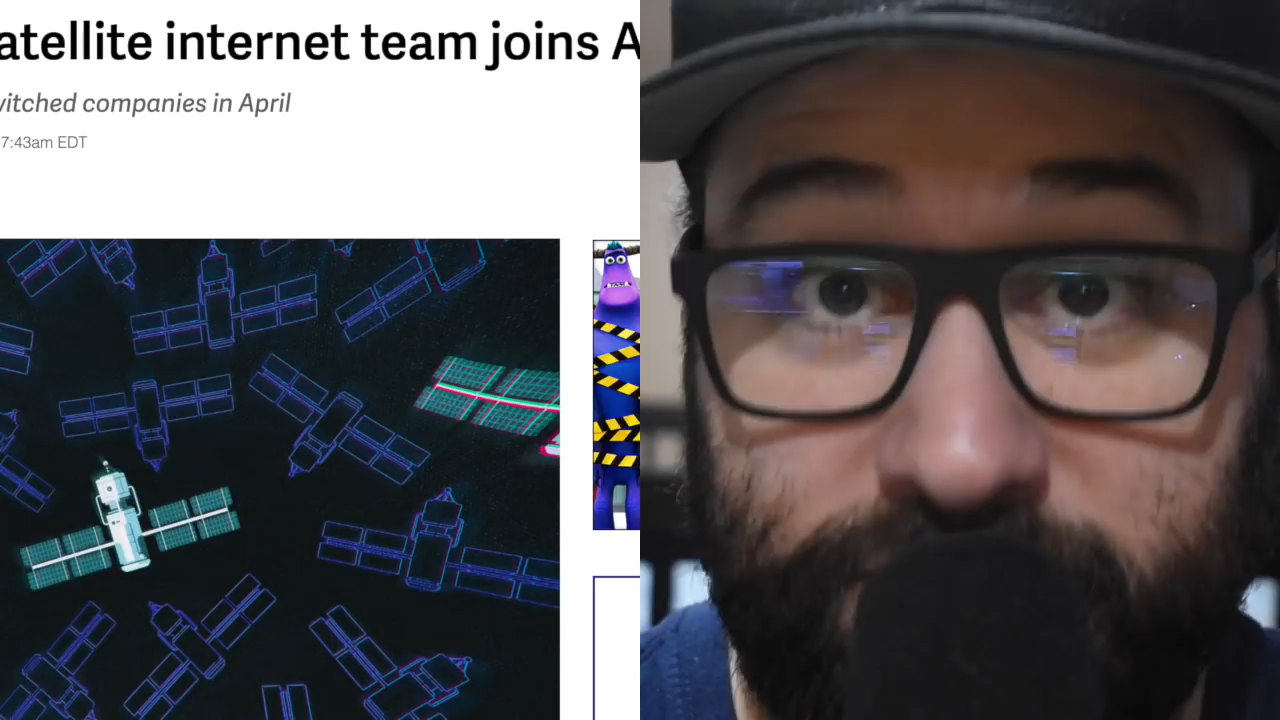 atellite internet team joins A
witched companies in April
7:43am EDT